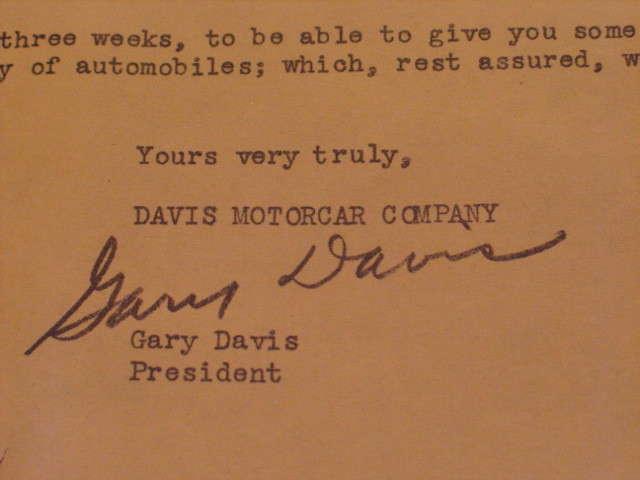 three weeks, to be able to give you some
y of automobiles; which, rest assured, w
Yours very truly,
DAVIS MOTORCAR COMPANY
Gary Davis
Gary Davis
President